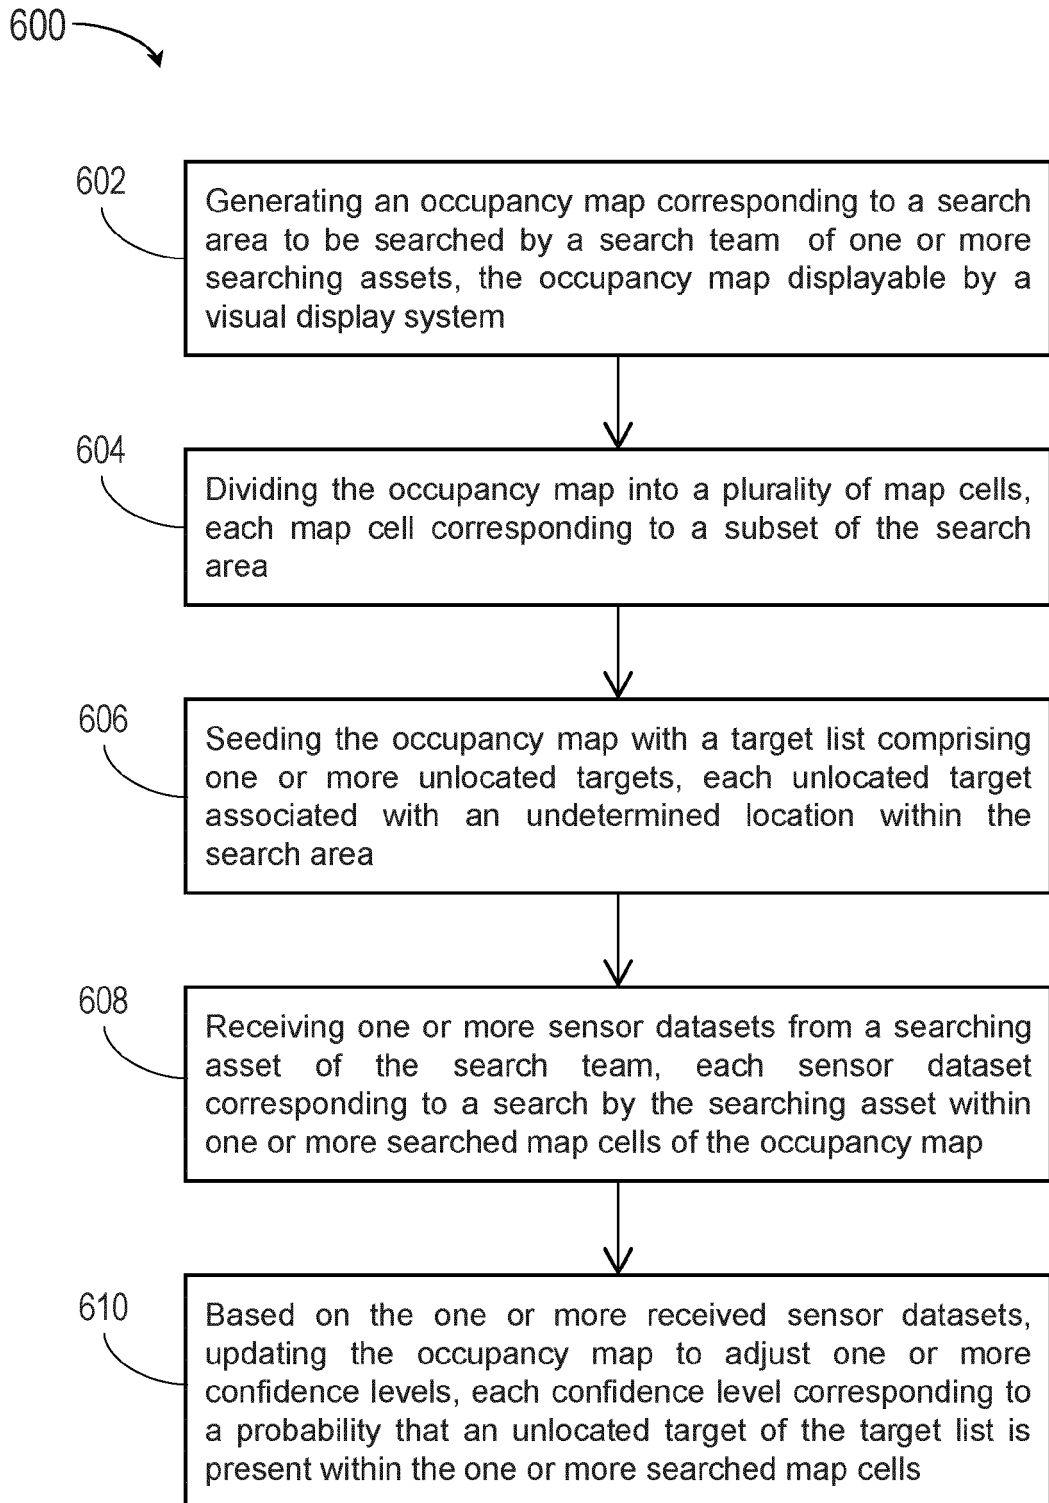 600
602
Generating an occupancy map corresponding to a search
area to be searched by a search team of one or more
searching assets, the occupancy map displayable by a
visual display system
604
Dividing the occupancy map into a plurality of map cells,
each map cell corresponding to a subset of the search
area
606
Seeding the occupancy map with a target list comprising
one or more unlocated targets, each unlocated target
associated with an undetermined location within the
search area
608
Receiving one or more sensor datasets from a searching
asset of the search team, each sensor dataset
corresponding to a search by the searching asset within
one or more searched map cells of the occupancy map
610
Based on the one or more received sensor datasets,
updating the occupancy map to adjust one or more
confidence levels, each confidence level corresponding to
a probability that an unlocated target of the target list is
present within the one or more searched map cells